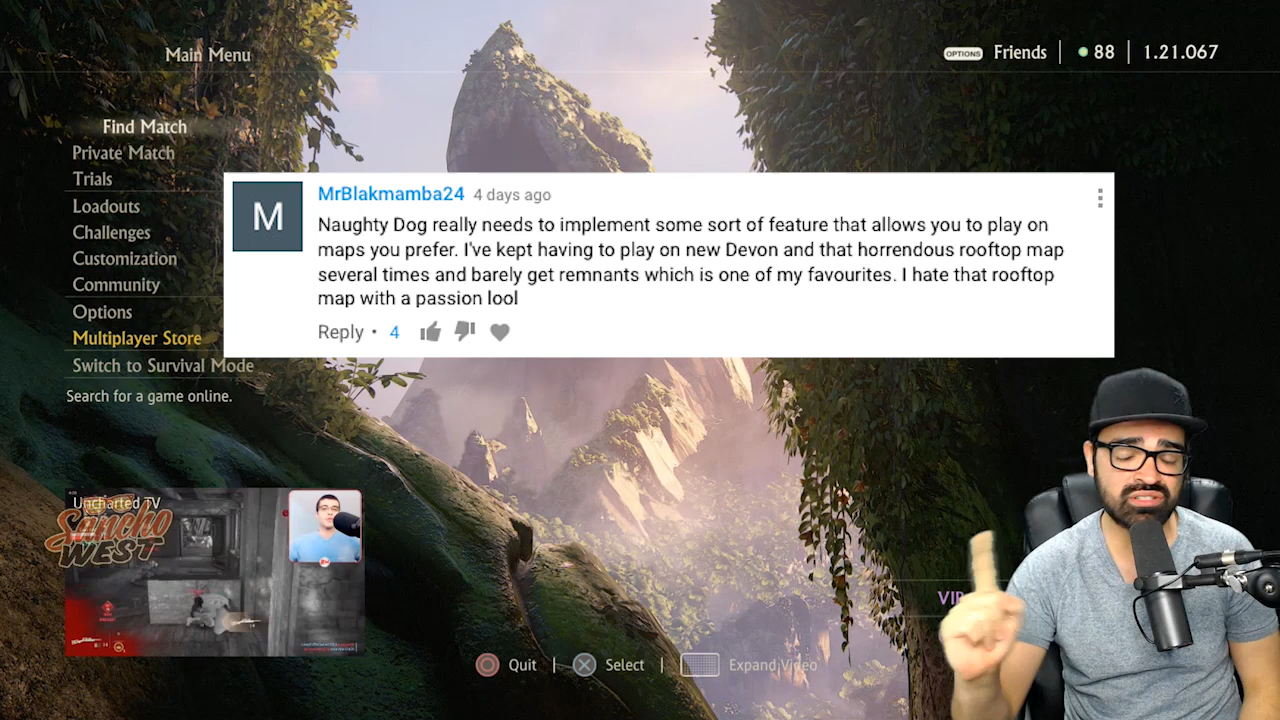 Main Menu
OPTIONS Friends | 88 | 1.21.067
Find Match
Private Match
Trials
Loadouts
Challenges
Customization
Community
Options
Multiplayer Store
Switch to Survival Mode
Search for a game online.
M
MrBlakmamba24 4 days ago
Naughty Dog really needs to implement some sort of feature that allows you to play on
maps you prefer. I've kept having to play on new Devon and that horrendous rooftop map
several times and barely get remnants which is one of my favourites. I hate that rooftop
map with a passion lool
Reply • 4
Uncharted TV
Sancho
WEST
VIP
Quit | Select | Expand Video